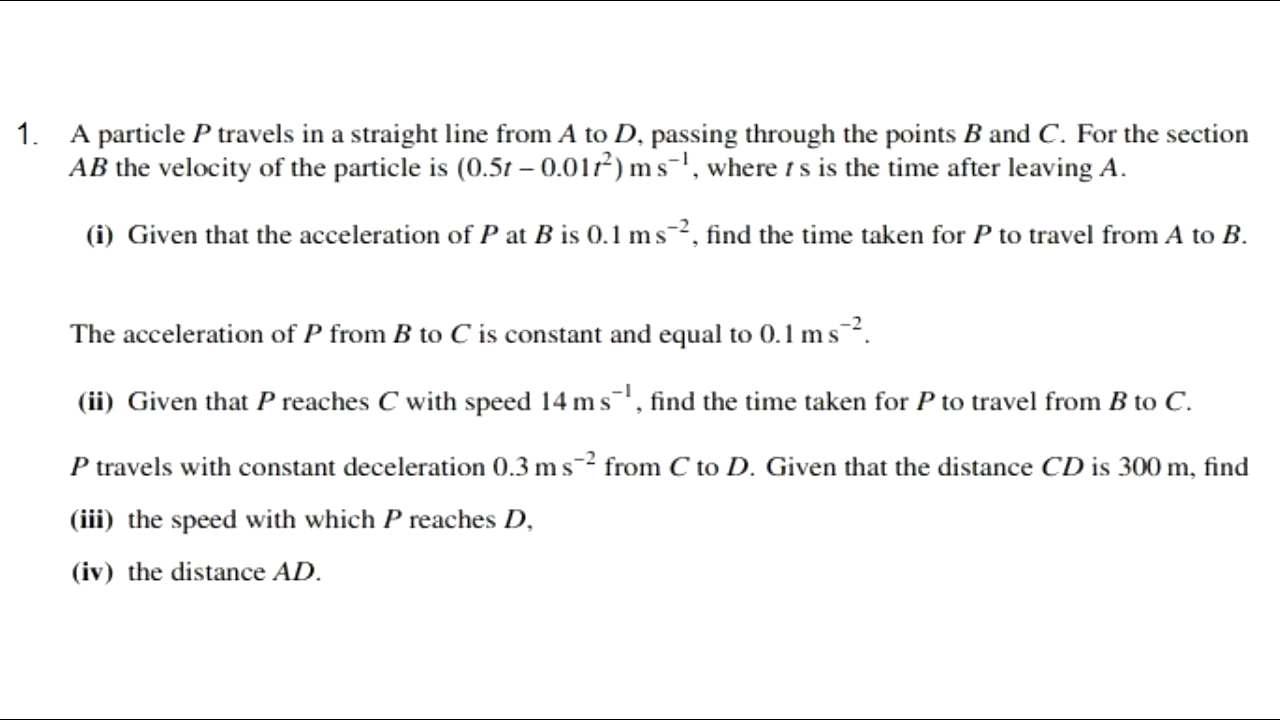 1. A particle P travels in a straight line from A to D, passing through the points B and C. For the section
AB the velocity of the particle is (0.5t – 0.01t²) m s⁻¹, where t s is the time after leaving A.
(i) Given that the acceleration of P at B is 0.1 m s⁻², find the time taken for P to travel from A to B.
The acceleration of P from B to C is constant and equal to 0.1 m s⁻².
(ii) Given that P reaches C with speed 14 m s⁻¹, find the time taken for P to travel from B to C.
P travels with constant deceleration 0.3 m s⁻² from C to D. Given that the distance CD is 300 m, find
(iii) the speed with which P reaches D,
(iv) the distance AD.